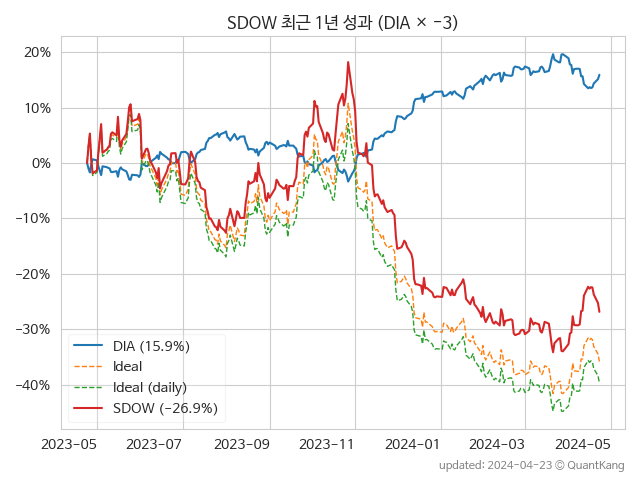 SDOW 최근 1년 성과 (DIA × −3)
20%
10%
0%
−10%
−20%
−30%
−40%
DIA (15.9%)
Ideal
Ideal (daily)
SDOW (−26.9%)
2023−05
2023−07
2023−09
2023−11
2024−01
2024−03
2024−05
updated: 2024−04−23 ⓒ QuantKang